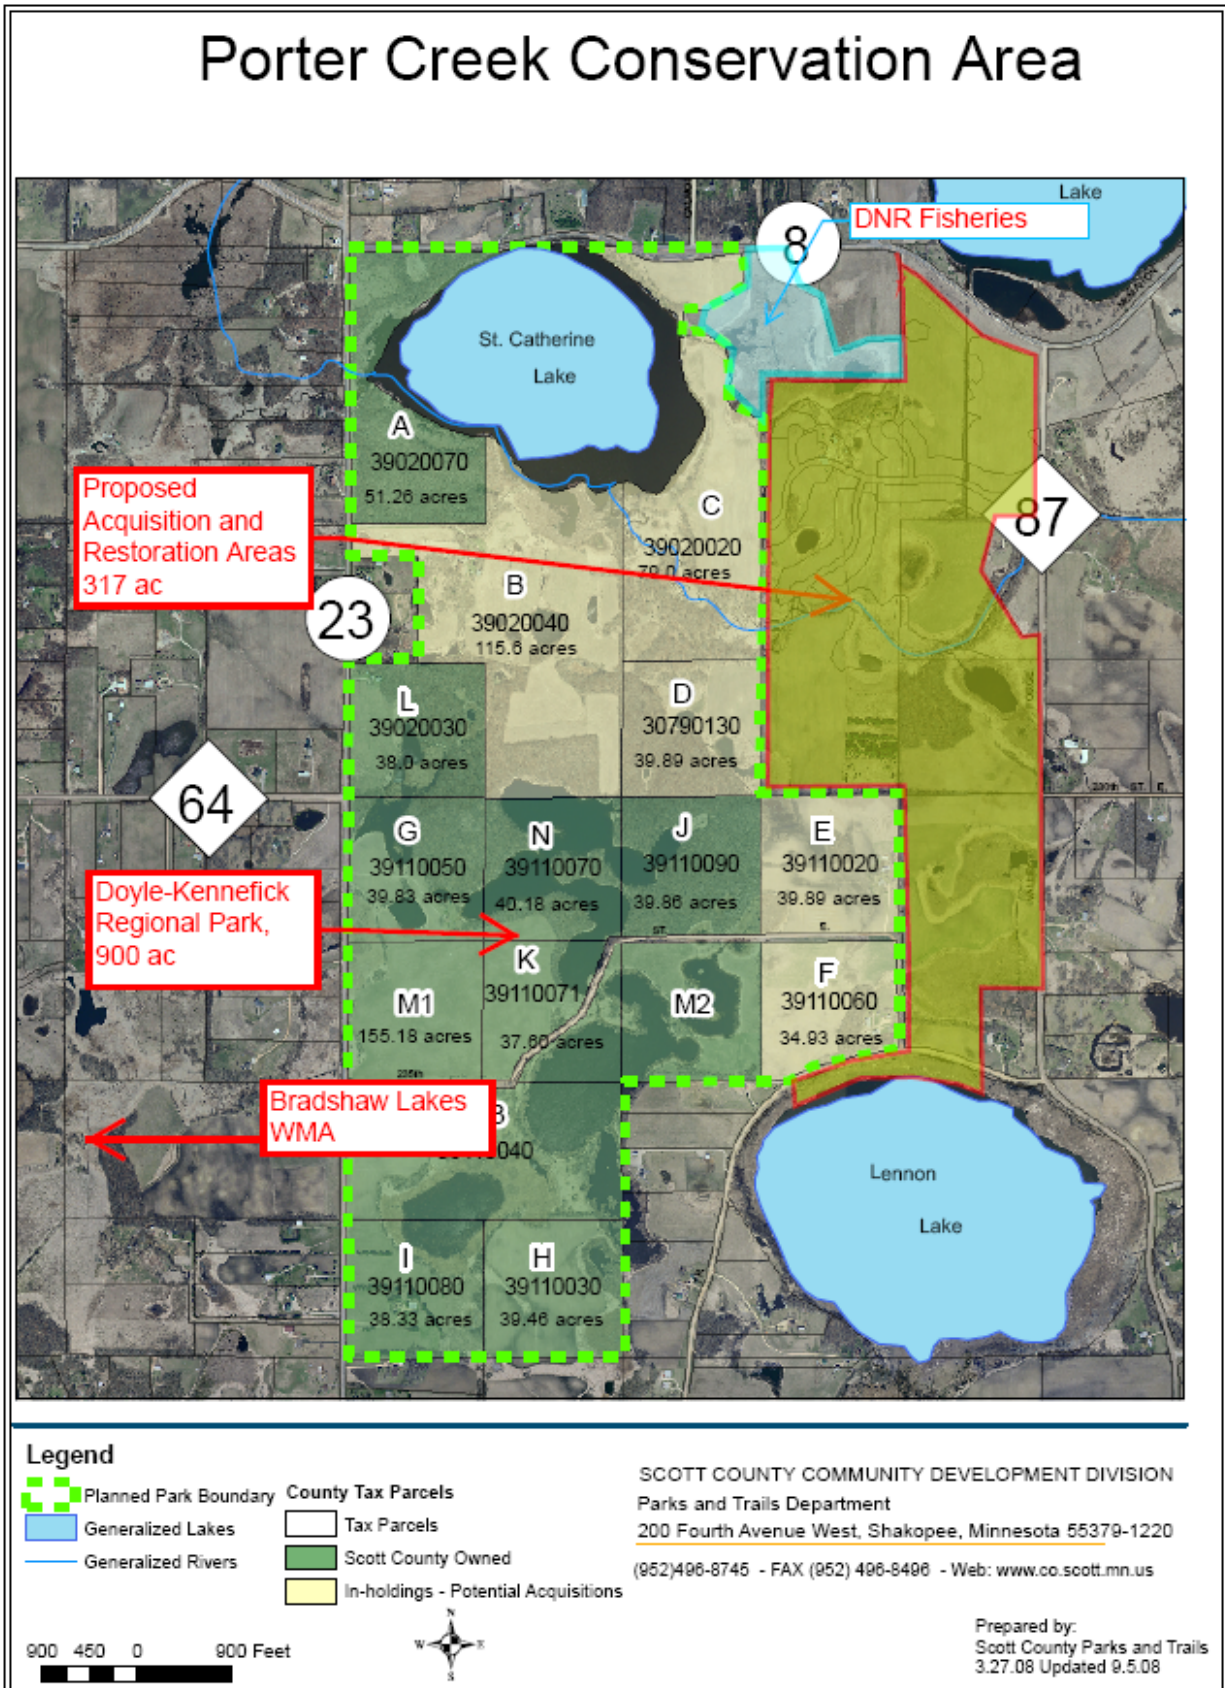 Porter Creek Conservation Area
Lake
DNR Fisheries
8
St. Catherine
Lake
A
39020070
51.26 acres
Proposed
Acquisition and
Restoration Areas
317 ac
C
39020020
79.0 acres
87
B
39020040
115.6 acres
23
L
39020030
38.0 acres
D
30790130
39.89 acres
64
230th ST. E.
G
39110050
39.83 acres
N
39110070
40.18 acres
J
39110090
39.86 acres
E
39110020
39.89 acres
Doyle-Kennefick
Regional Park,
900 ac
ST.
E.
K
39110071
37.60 acres
M1
155.18 acres
M2
F
39110060
34.93 acres
235th
Bradshaw Lakes
WMA
040
Lennon
Lake
I
39110080
38.33 acres
H
39110030
39.46 acres
Legend
Planned Park Boundary
Generalized Lakes
Generalized Rivers
County Tax Parcels
Tax Parcels
Scott County Owned
In-holdings - Potential Acquisitions
SCOTT COUNTY COMMUNITY DEVELOPMENT DIVISION
Parks and Trails Department
200 Fourth Avenue West, Shakopee, Minnesota 55379-1220
(952)496-8745 - FAX (952) 496-8496 - Web: www.co.scott.mn.us
N
W E
S
900 450 0 900 Feet
Prepared by:
Scott County Parks and Trails
3.27.08 Updated 9.5.08